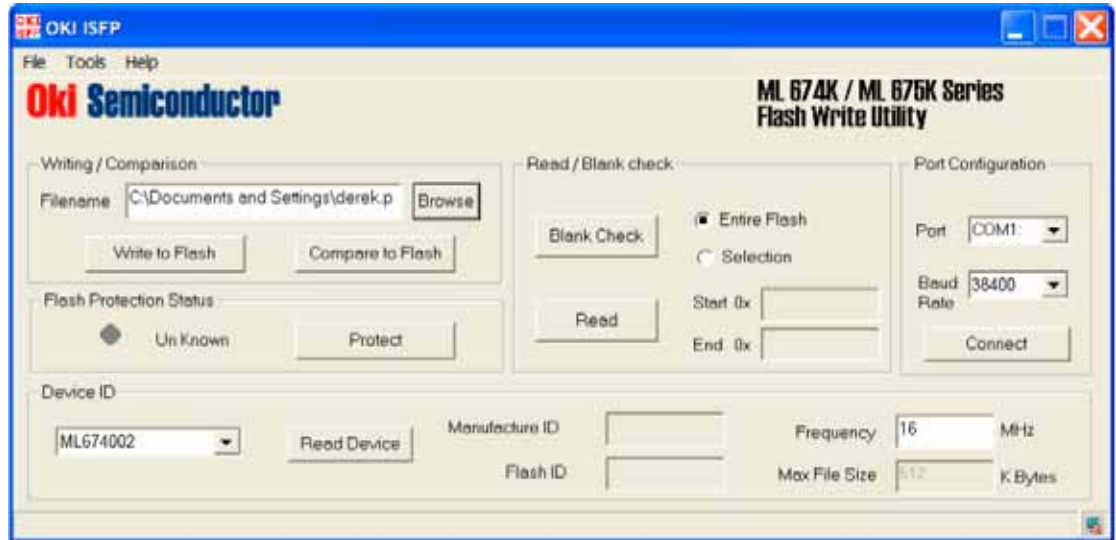 OKI ISFP
File Tools Help
Oki Semiconductor
ML 674K / ML 675K Series
Flash Write Utility
Writing / Comparison
Filename C:\Documents and Settings\derek.p Browse
Write to Flash Compare to Flash
Flash Protection Status
Un Known Protect
Read / Blank check
Blank Check
Entire Flash
Selection
Read
Start 0x
End 0x
Port Configuration
Port COM1:
Baud Rate 38400
Connect
Device ID
ML674002 Read Device
Manufacture ID
Flash ID
Frequency 16 MHz
Max File Size 512 K Bytes